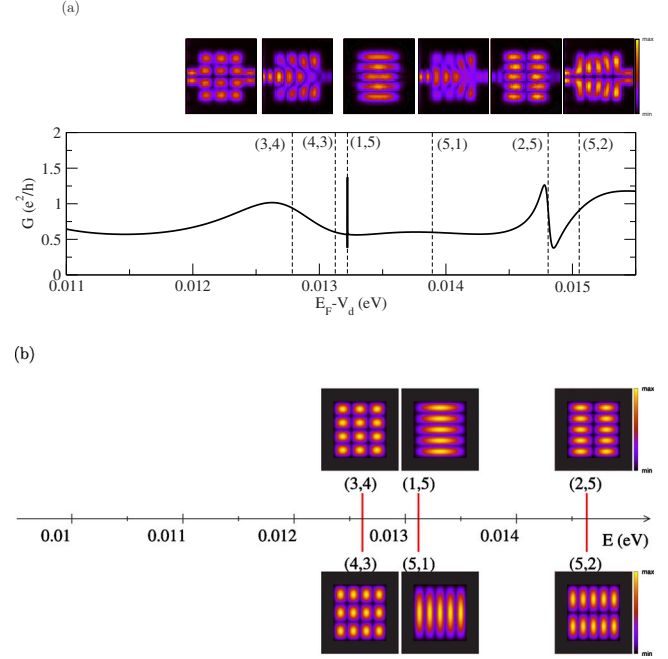 (a)
max
min
2
1.5
1
0.5
0
G (e²/h)
(3,4) (4,3) (1,5) (5,1) (2,5) (5,2)
0.011 0.012 0.013 0.014 0.015
E_F-V_d (eV)
(b)
max
min
(3,4) (1,5) (2,5)
0.01 0.011 0.012 0.013 0.014 E (eV)
(4,3) (5,1) (5,2)
max
min